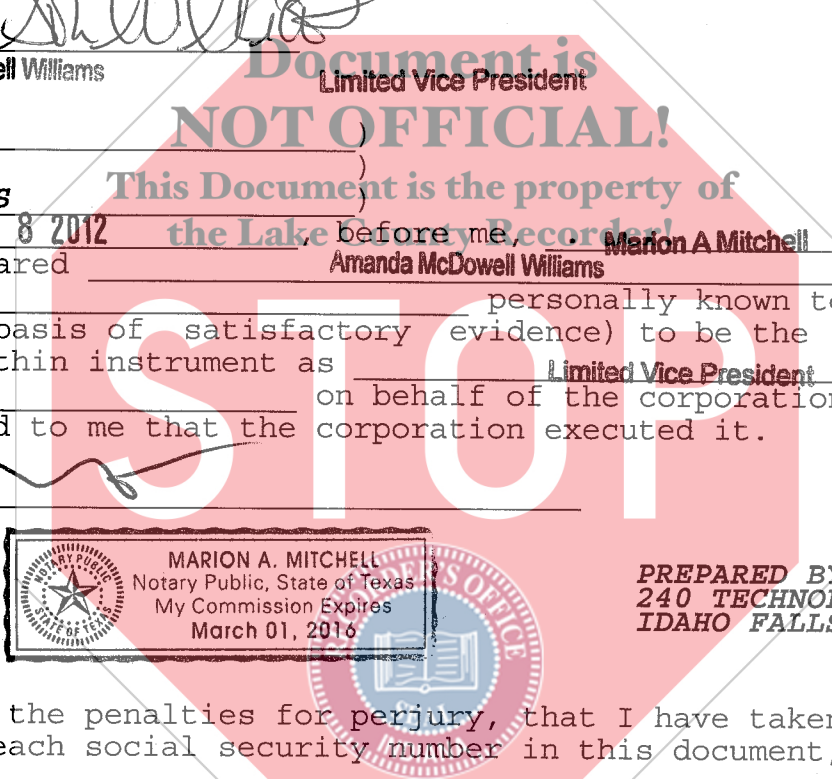 ell Williams
Limited Vice President
Document is
NOT OFFICIAL!
This Document is the property of
the Lake County Recorder!
)
)
s )
8 2012 , before me, Marion A Mitchell
ared Amanda McDowell Williams
personally known to
basis of satisfactory evidence) to be the
thin instrument as Limited Vice President
on behalf of the corporation
d to me that the corporation executed it.
STOP
NOTARY PUBLIC
STATE OF TEXAS
MARION A. MITCHELL
Notary Public, State of Texas
My Commission Expires
March 01, 2016
RECORDER'S OFFICE
SEAL
PREPARED BY
240 TECHNOL
IDAHO FALLS
the penalties for perjury, that I have taken
each social security number in this document,